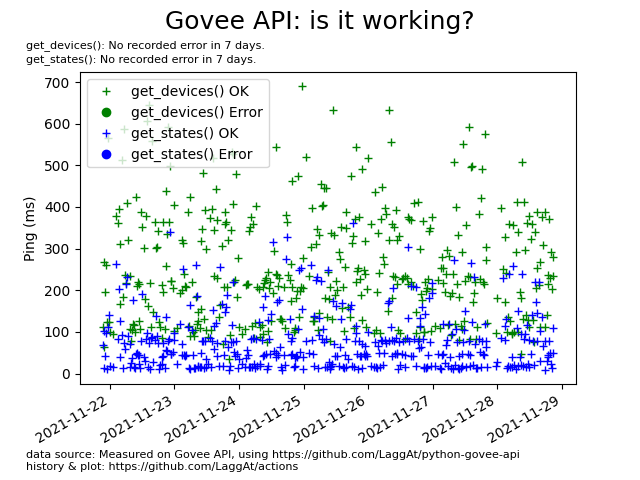 Govee API: is it working?
get_devices(): No recorded error in 7 days.
get_states(): No recorded error in 7 days.
get_devices() OK
get_devices() Error
get_states() OK
get_states() Error
Ping (ms)
700
600
500
400
300
200
100
0
2021-11-22
2021-11-23
2021-11-24
2021-11-25
2021-11-26
2021-11-27
2021-11-28
2021-11-29
data source: Measured on Govee API, using https://github.com/LaggAt/python-govee-api
history & plot: https://github.com/LaggAt/actions